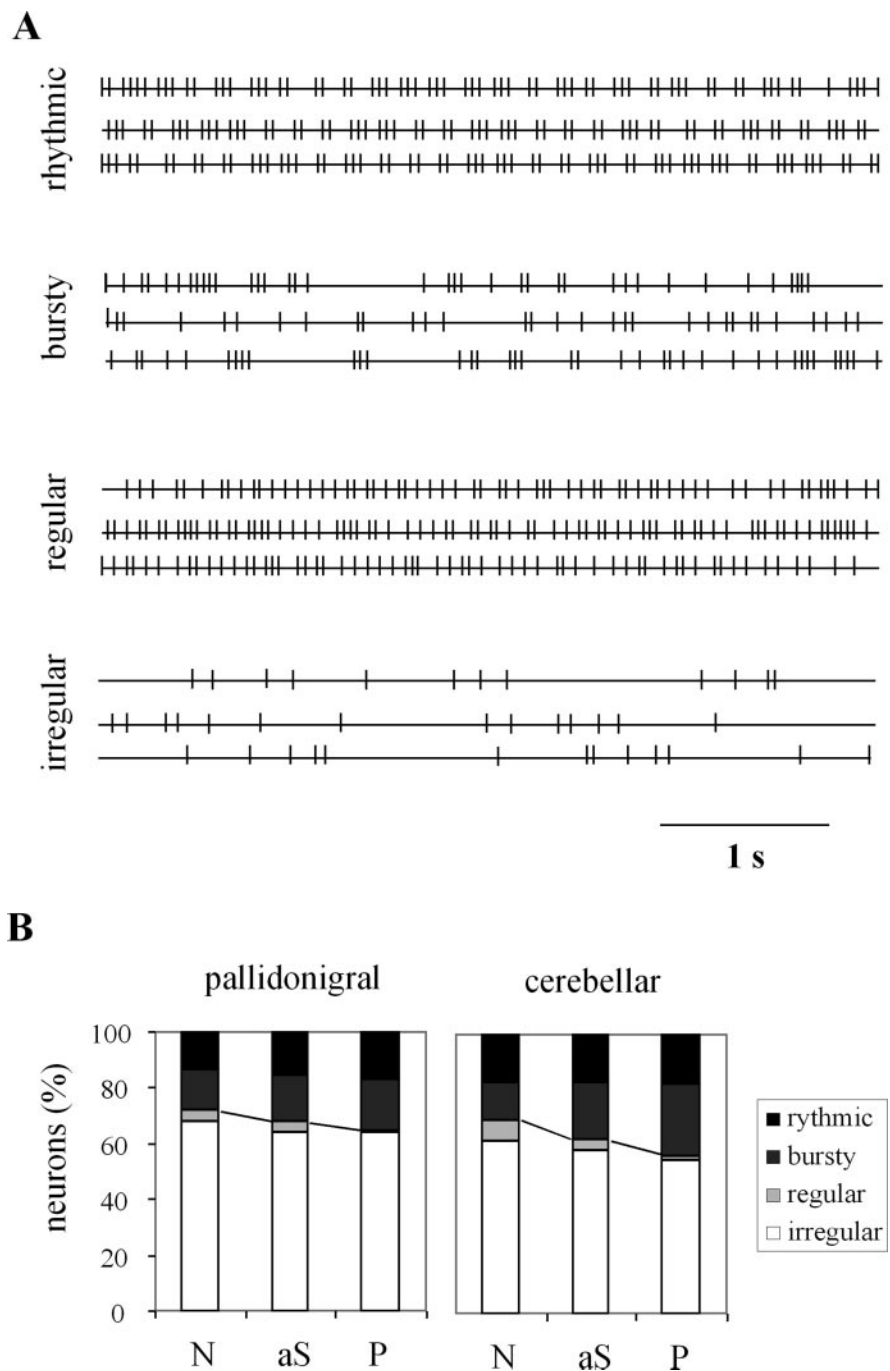 A
rhythmic
bursty
regular
irregular
1 s
B
pallidonigral
cerebellar
neurons (%)
100
80
60
40
20
0
N aS P
N aS P
rythmic
bursty
regular
irregular